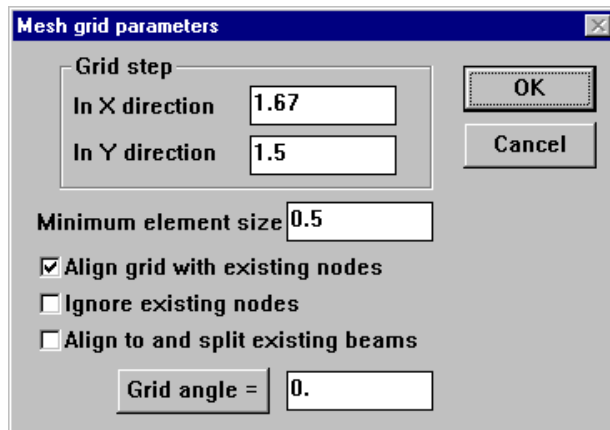 Mesh grid parameters
Grid step
In X direction 1.67
In Y direction 1.5
OK
Cancel
Minimum element size 0.5
Align grid with existing nodes
Ignore existing nodes
Align to and split existing beams
Grid angle = 0.